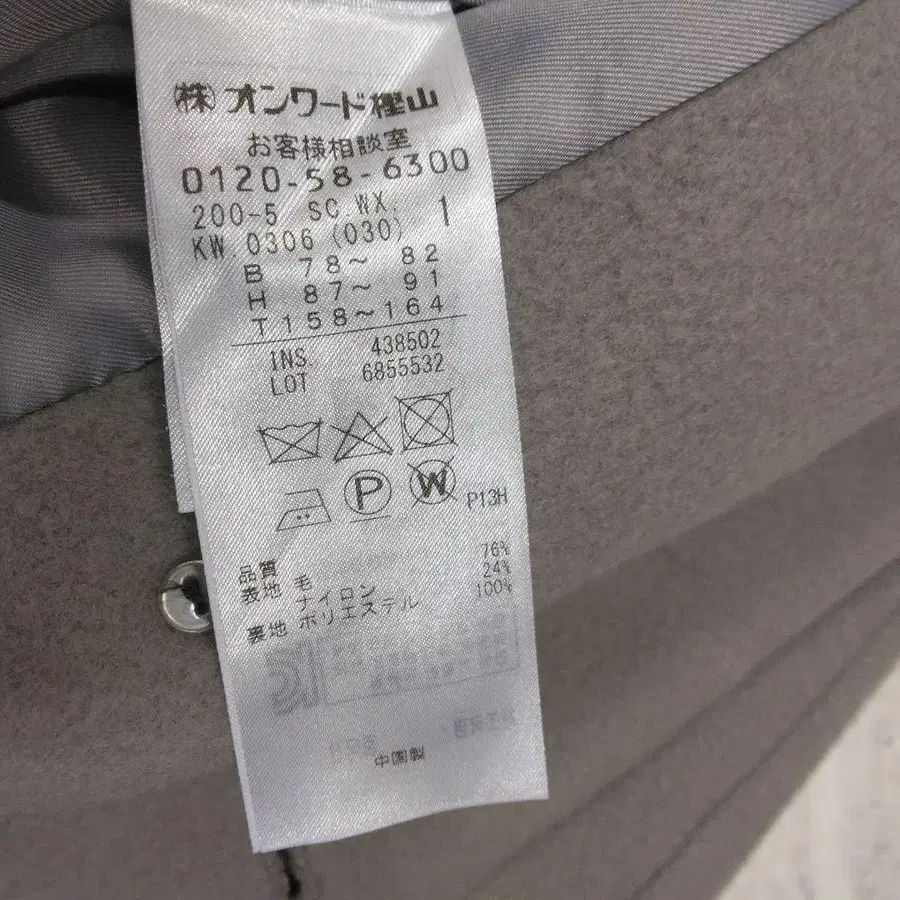 (株)オンワード樫山
お客様相談室
0120-58-6300
200-5 SC.WX. 1
KW.0306 (030)
B 78～ 82
H 87～ 91
T158～164
INS. 438502
LOT 6855532
P W P13H
品質
表地 毛 76%
ナイロン 24%
裏地 ポリエステル 100%
中国製